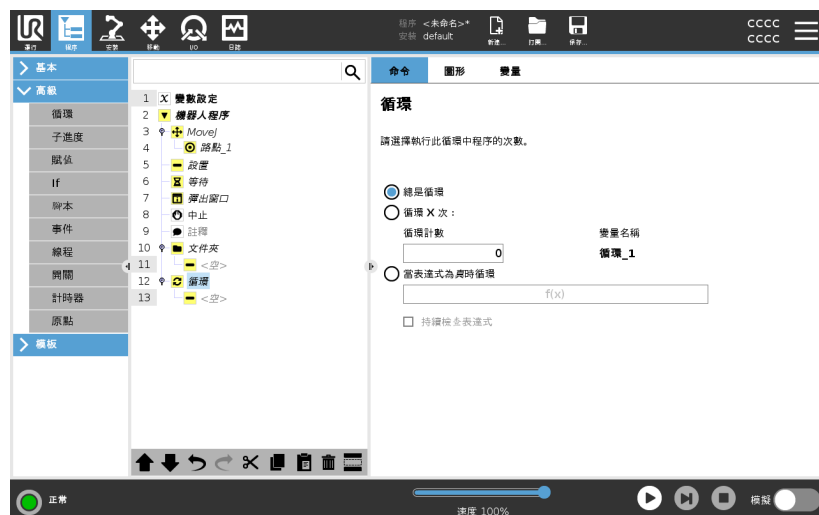 UR
運行
程序
安裝
移動
I/O
日誌
程序 <未命名>*
安裝 default
新建...
打開...
保存...
cccc
cccc
基本
高級
循環
子進度
賦值
If
腳本
事件
線程
開關
計時器
原點
模板
1 X 變數設定
2 機器人程序
3 MoveJ
4 路點_1
5 設置
6 等待
7 彈出窗口
8 中止
9 註釋
10 文件夾
11 <空>
12 循環
13 <空>
命令 圖形 變量
循環
請選擇執行此循環中程序的次數。
總是循環
循環 X 次：
循環計數 變量名稱
0 循環_1
當表達式為真時循環
f(x)
持續檢查表達式
正常
速度 100%
模擬